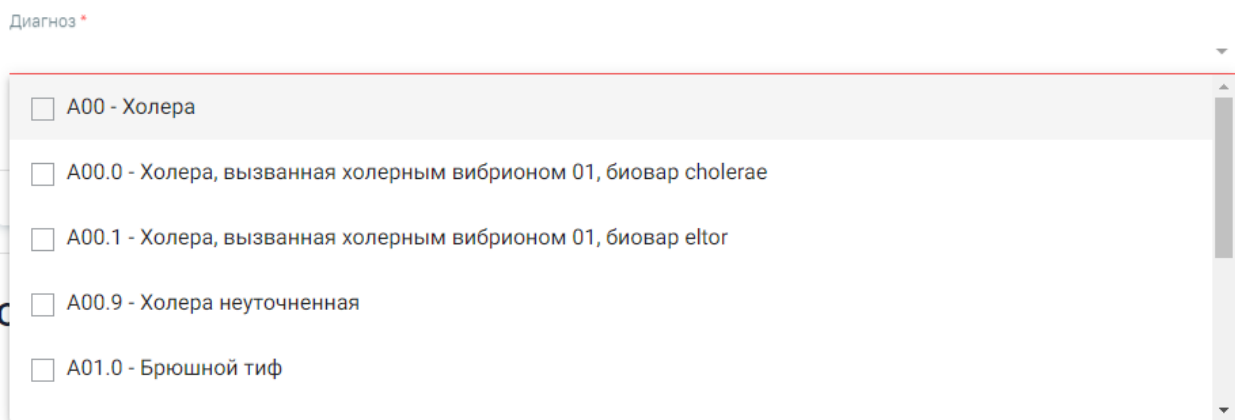 Диагноз *
A00 - Холера
A00.0 - Холера, вызванная холерным вибрионом 01, биовар cholerae
A00.1 - Холера, вызванная холерным вибрионом 01, биовар eltor
A00.9 - Холера неуточненная
A01.0 - Брюшной тиф